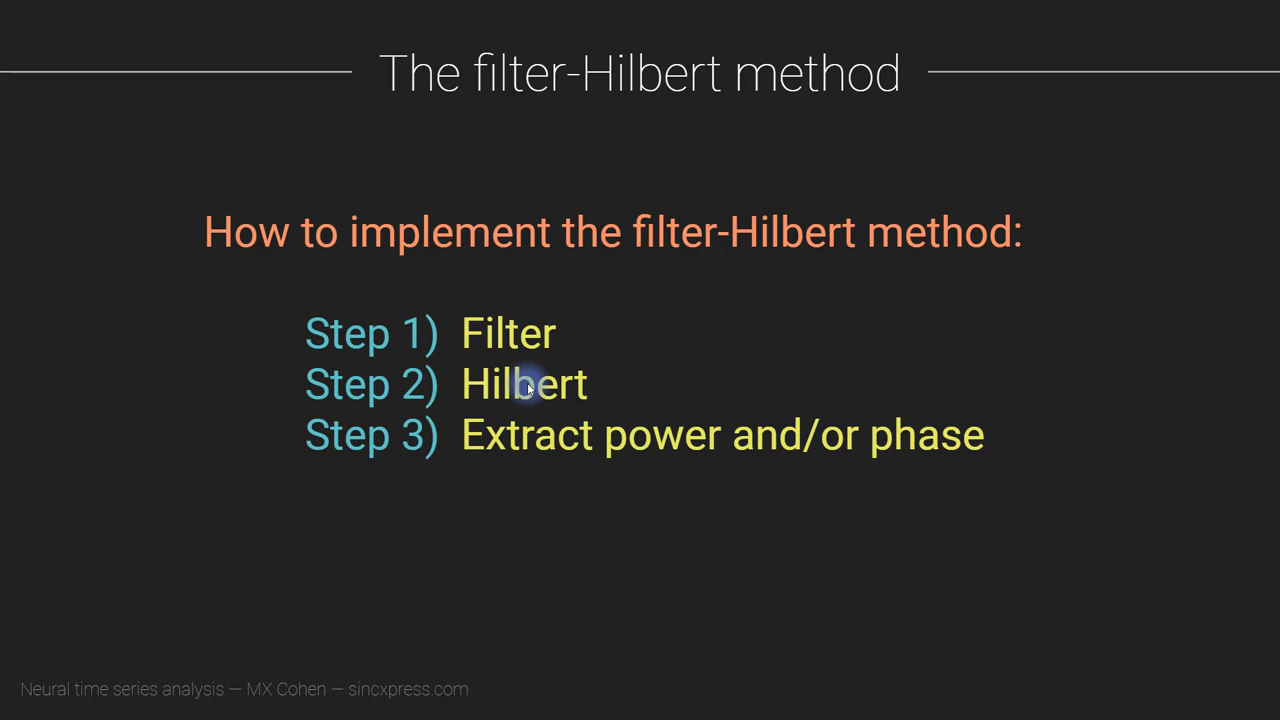 The filter-Hilbert method
How to implement the filter-Hilbert method:
Step 1) Filter
Step 2) Hilbert
Step 3) Extract power and/or phase
Neural time series analysis — MX Cohen — sincxpress.com